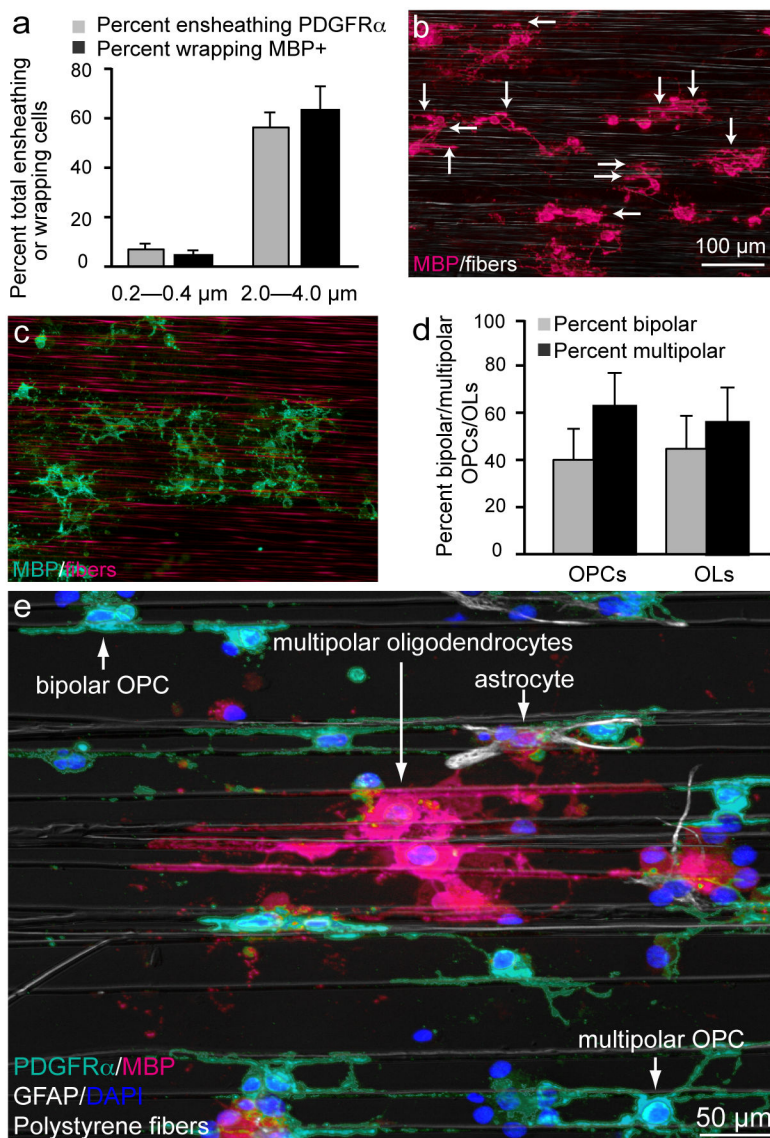 a
Percent ensheathing PDGFRα
Percent wrapping MBP+
Percent total ensheathing
or wrapping cells
80
60
40
20
0
0.2—0.4 µm
2.0—4.0 µm
b
MBP/fibers
100 µm
c
MBP/fibers
d
Percent bipolar
Percent multipolar
Percent bipolar/multipolar
OPCs/OLs
100
80
60
40
0
OPCs
OLs
e
bipolar OPC
multipolar oligodendrocytes
astrocyte
multipolar OPC
PDGFRα/MBP
GFAP/DAPI
Polystyrene fibers
50 µm